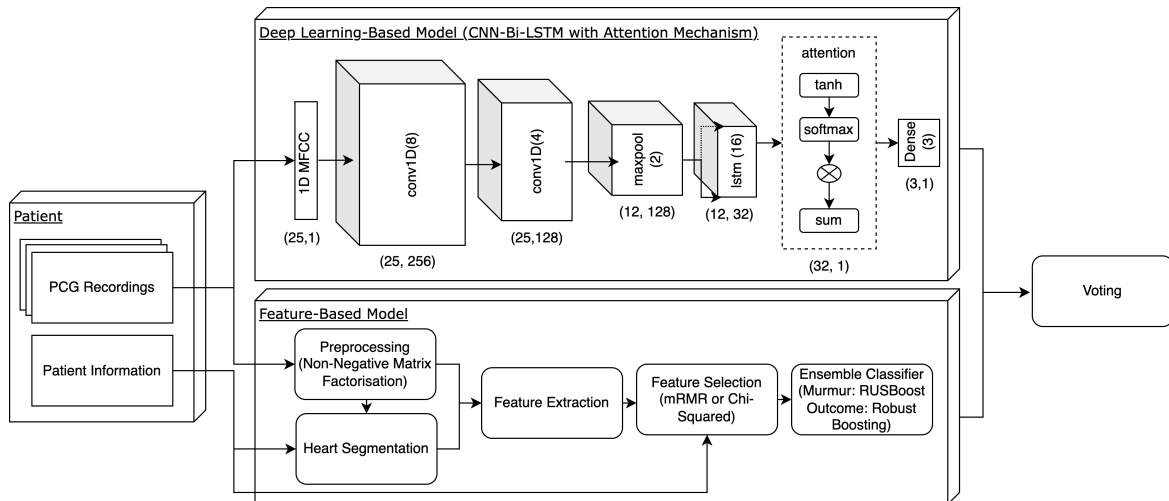 Deep Learning-Based Model (CNN-Bi-LSTM with Attention Mechanism)
1D MFCC
(25,1)
conv1D(8)
(25, 256)
conv1D(4)
(25,128)
maxpool
(2)
(12, 128)
lstm (16)
(12, 32)
attention
tanh
softmax
sum
(32, 1)
Dense
(3)
(3,1)
Patient
PCG Recordings
Patient Information
Feature-Based Model
Preprocessing
(Non-Negative Matrix
Factorisation)
Heart Segmentation
Feature Extraction
Feature Selection
(mRMR or Chi-
Squared)
Ensemble Classifier
(Murmur: RUSBoost
Outcome: Robust
Boosting)
Voting